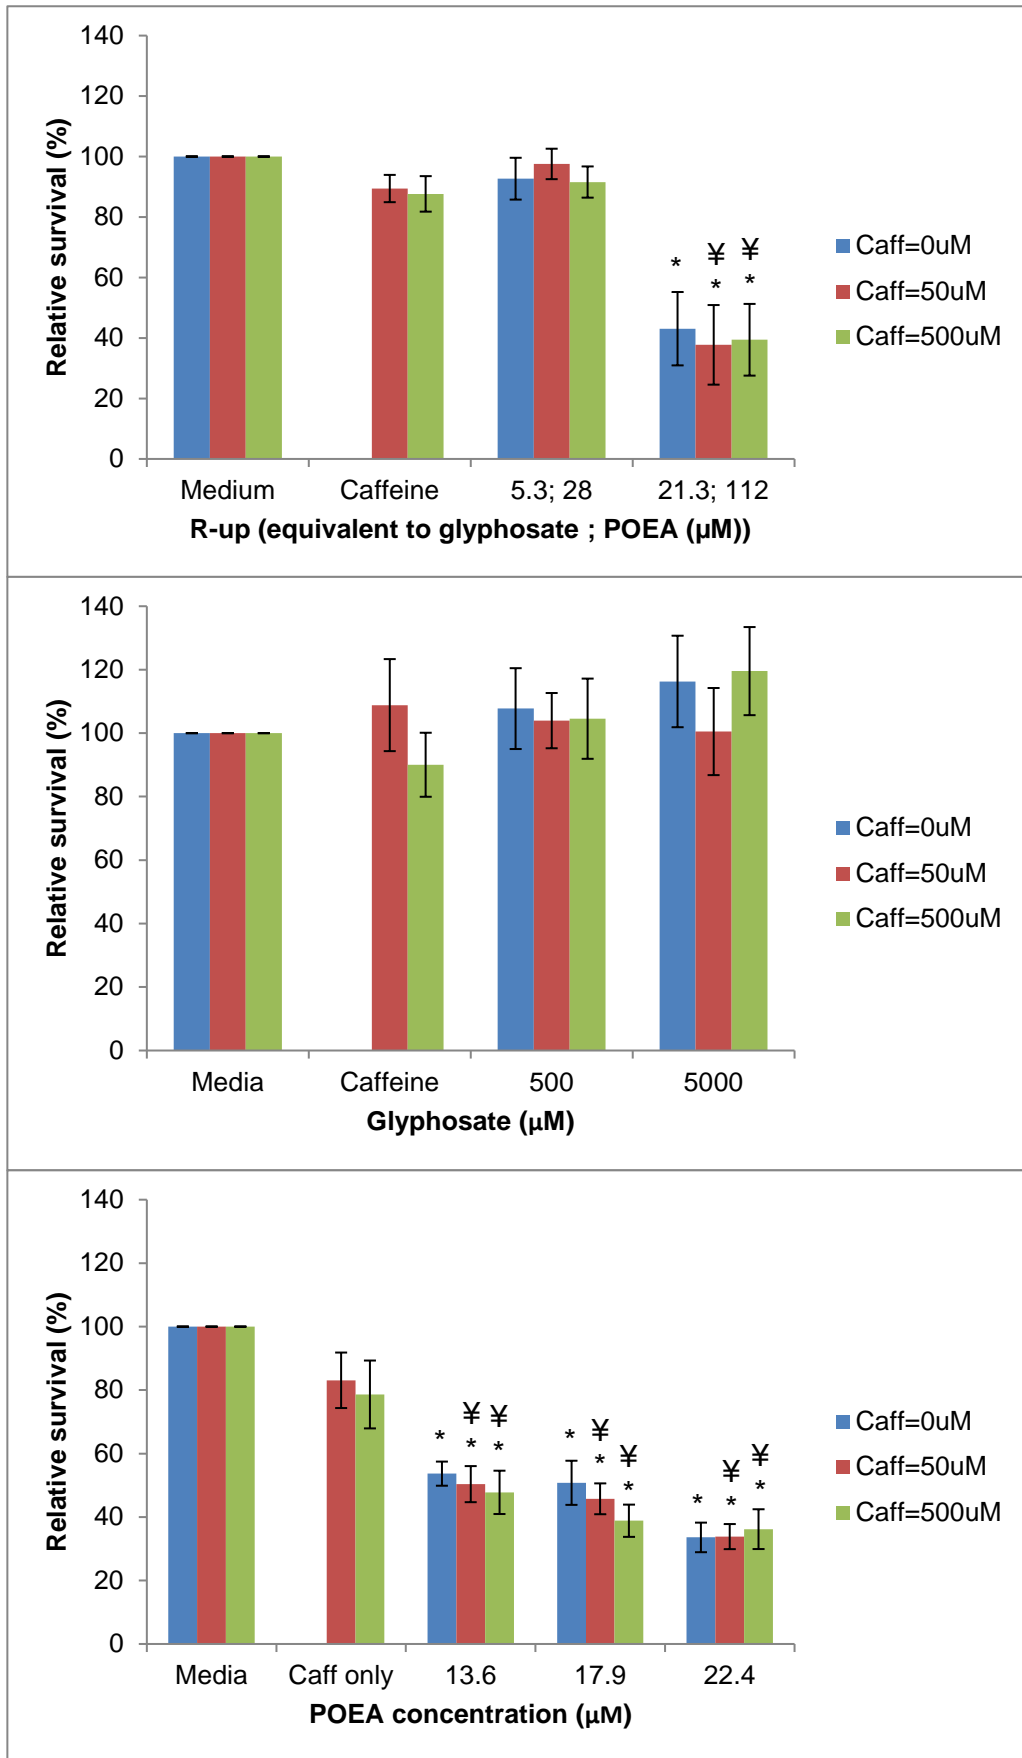 140
120
100
80
60
40
20
0
Relative survival (%)
* ¥ * ¥ *
Medium Caffeine 5.3; 28 21.3; 112
R-up (equivalent to glyphosate ; POEA (µM))
Caff=0uM
Caff=50uM
Caff=500uM
140
120
100
80
60
40
20
0
Relative survival (%)
Media Caffeine 500 5000
Glyphosate (µM)
Caff=0uM
Caff=50uM
Caff=500uM
140
120
100
80
60
40
20
0
Relative survival (%)
* ¥ * ¥ * * ¥ * ¥ * * ¥ * ¥ *
Media Caff only 13.6 17.9 22.4
POEA concentration (µM)
Caff=0uM
Caff=50uM
Caff=500uM